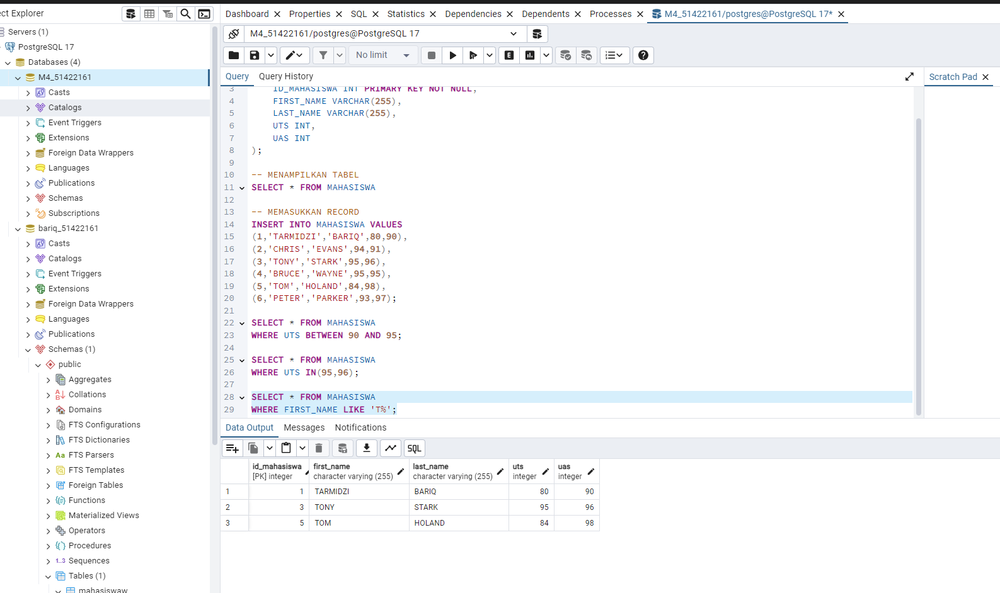 ect Explorer
Dashboard
Properties
SQL
Statistics
Dependencies
Dependents
Processes
M4_51422161/postgres@PostgreSQL 17*
Servers (1)
PostgreSQL 17
Databases (4)
M4_51422161
Casts
Catalogs
Event Triggers
Extensions
Foreign Data Wrappers
Languages
Publications
Schemas
Subscriptions
bariq_51422161
Casts
Catalogs
Event Triggers
Extensions
Foreign Data Wrappers
Languages
Publications
Schemas (1)
public
Aggregates
Collations
Domains
FTS Configurations
FTS Dictionaries
Aa FTS Parsers
FTS Templates
Foreign Tables
Functions
Materialized Views
Operators
Procedures
1..3 Sequences
Tables (1)
mahasiswaw
M4_51422161/postgres@PostgreSQL 17
No limit
Query
Query History
Scratch Pad
3 ID_MAHASISWA INT PRIMARY KEY NOT NULL,
4 FIRST_NAME VARCHAR(255),
5 LAST_NAME VARCHAR(255),
6 UTS INT,
7 UAS INT
8 );
9
10 -- MENAMPILKAN TABEL
11 SELECT * FROM MAHASISWA
12
13 -- MEMASUKKAN RECORD
14 INSERT INTO MAHASISWA VALUES
15 (1,'TARMIDZI','BARIQ',80,90),
16 (2,'CHRIS','EVANS',94,91),
17 (3,'TONY','STARK',95,96),
18 (4,'BRUCE','WAYNE',95,95),
19 (5,'TOM','HOLAND',84,98),
20 (6,'PETER','PARKER',93,97);
21
22 SELECT * FROM MAHASISWA
23 WHERE UTS BETWEEN 90 AND 95;
24
25 SELECT * FROM MAHASISWA
26 WHERE UTS IN(95,96);
27
28 SELECT * FROM MAHASISWA
29 WHERE FIRST_NAME LIKE 'T%';
Data Output
Messages
Notifications
SQL
id_mahasiswa first_name last_name uts uas
[PK] integer character varying (255) character varying (255) integer integer
1 1 TARMIDZI BARIQ 80 90
2 3 TONY STARK 95 96
3 5 TOM HOLAND 84 98